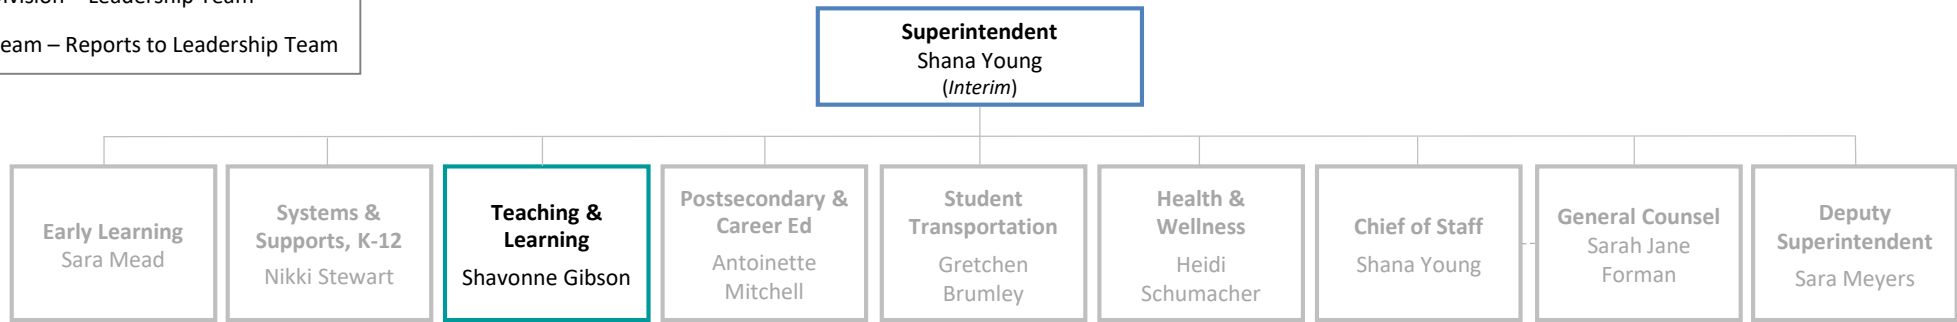 – Leadership Team
– Reports to Leadership Team
Superintendent
Shana Young
(Interim)
Early Learning
Sara Mead
Systems &
Supports, K-12
Nikki Stewart
Teaching &
Learning
Shavonne Gibson
Postsecondary &
Career Ed
Antoinette
Mitchell
Student
Transportation
Gretchen
Brumley
Health &
Wellness
Heidi
Schumacher
Chief of Staff
Shana Young
General Counsel
Sarah Jane
Forman
Deputy
Superintendent
Sara Meyers